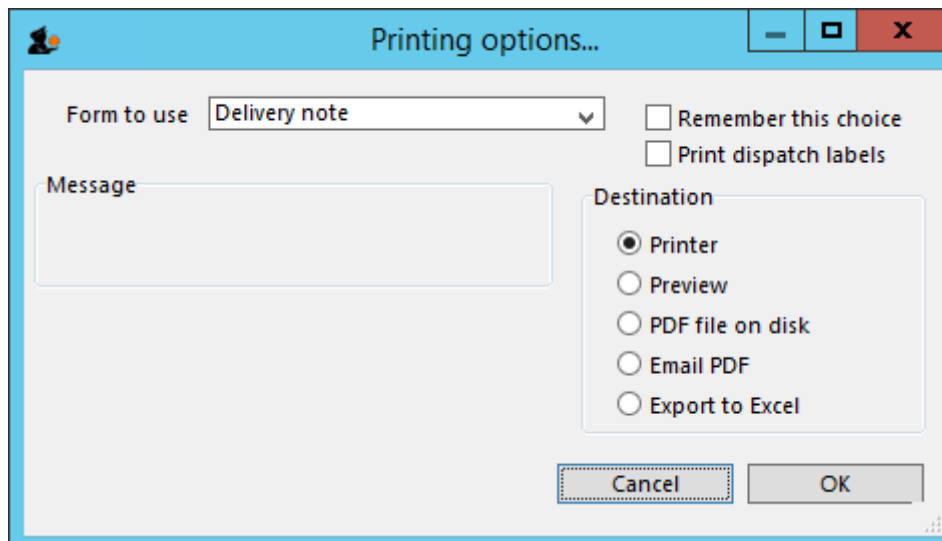 Printing options...
Form to use Delivery note
Remember this choice
Print dispatch labels
Message
Destination
Printer
Preview
PDF file on disk
Email PDF
Export to Excel
Cancel OK